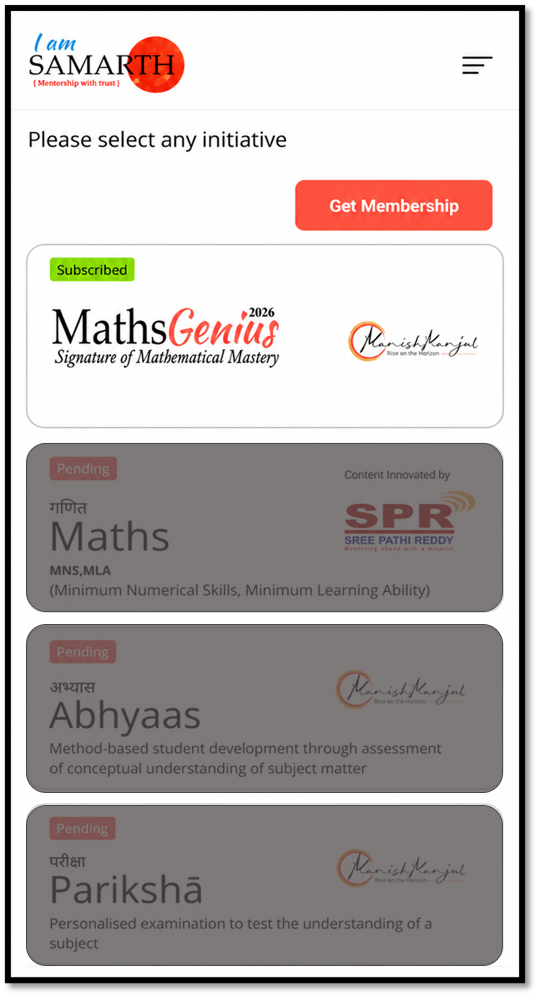 I am
SAMARTH
{ Mentorship with trust }
Please select any initiative
Get Membership
Subscribed
2026
MathsGenius
Signature of Mathematical Mastery
ManishManjul
Rise on the Horizon
Pending
Content Innovated by
गणित
SPR
Maths
SREE PATHI REDDY
Mentoring ahead with a mission
MNS,MLA
(Minimum Numerical Skills, Minimum Learning Ability)
Pending
अभ्यास
ManishManjul
Rise on the Horizon
Abhyaas
Method-based student development through assessment
of conceptual understanding of subject matter
Pending
परीक्षा
ManishManjul
Rise on the Horizon
Parikshā
Personalised examination to test the understanding of a
subject